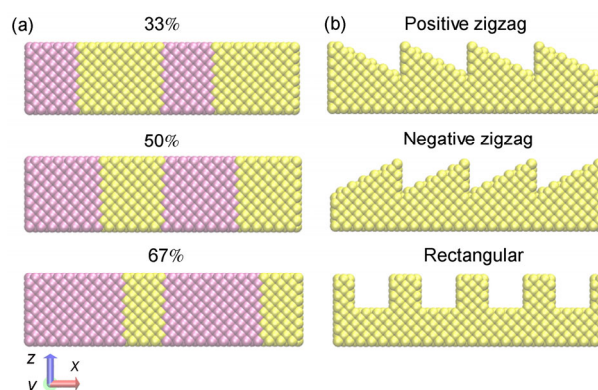 (a)
33%
50%
67%
z
y
x
(b)
Positive zigzag
Negative zigzag
Rectangular